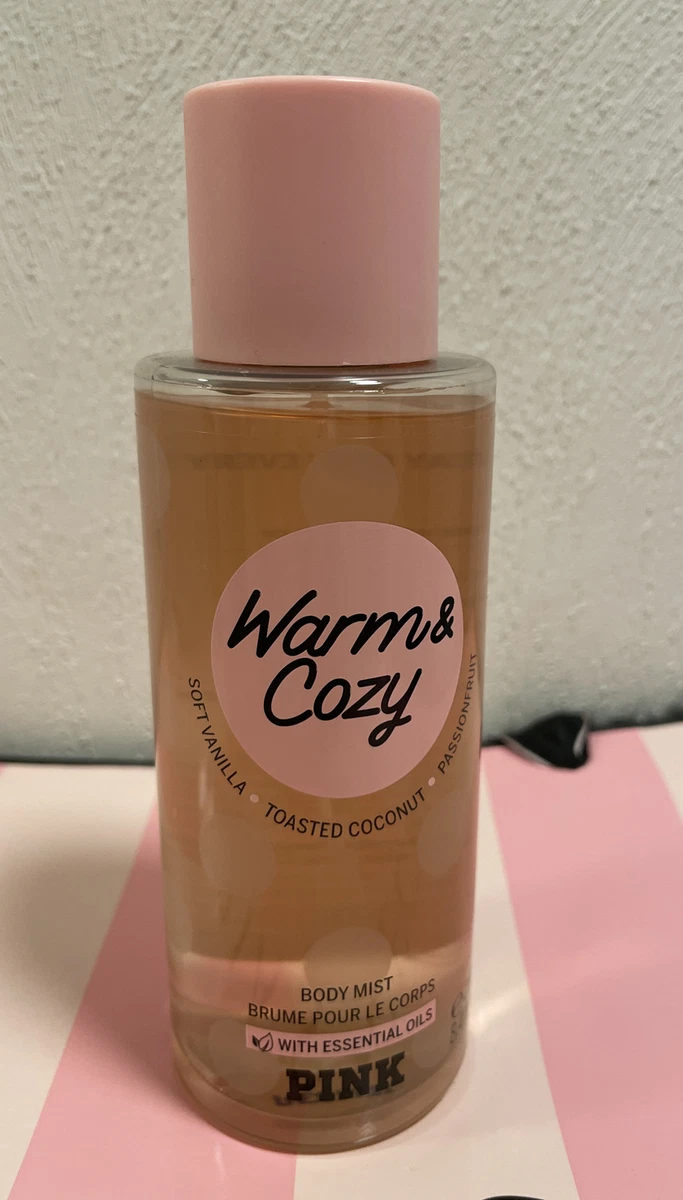 Warm &
Cozy
SOFT VANILLA • TOASTED COCONUT • PASSIONFRUIT
BODY MIST
BRUME POUR LE CORPS
WITH ESSENTIAL OILS
PINK